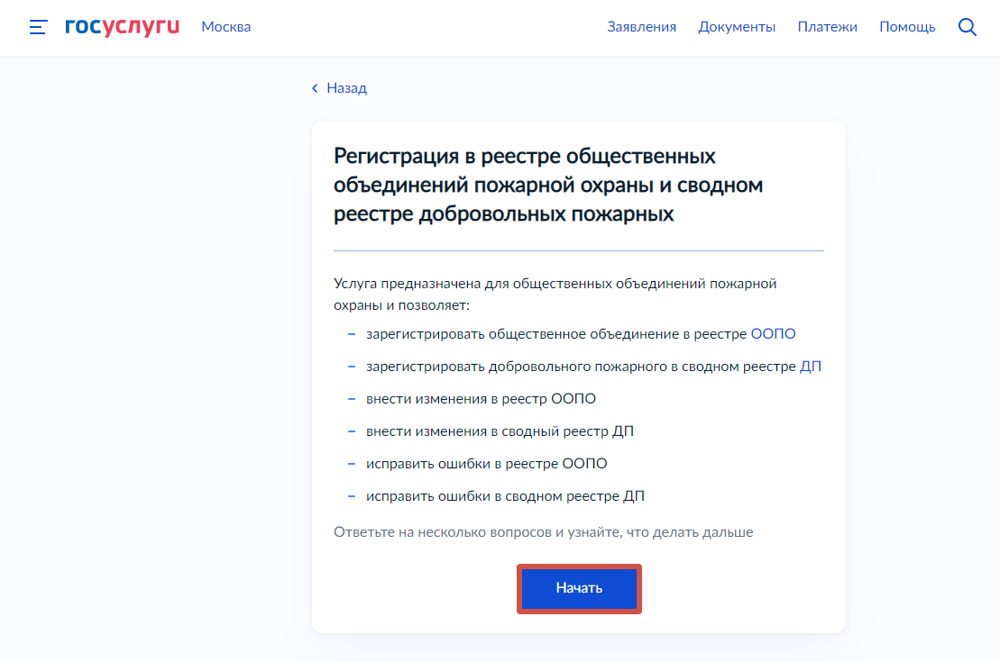 госуслуги Москва Заявления Документы Платежи Помощь
Назад
Регистрация в реестре общественных
объединений пожарной охраны и сводном
реестре добровольных пожарных
Услуга предназначена для общественных объединений пожарной
охраны и позволяет:
– зарегистрировать общественное объединение в реестре ООПО
– зарегистрировать добровольного пожарного в сводном реестре ДП
– внести изменения в реестр ООПО
– внести изменения в сводный реестр ДП
– исправить ошибки в реестре ООПО
– исправить ошибки в сводном реестре ДП
Ответьте на несколько вопросов и узнайте, что делать дальше
Начать